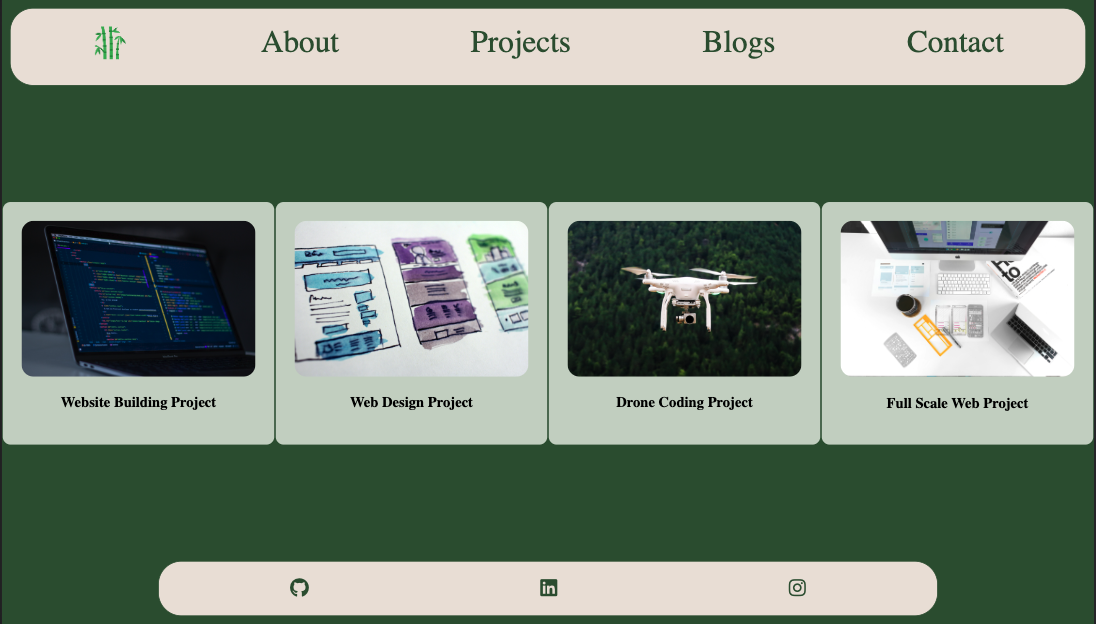 About
Projects
Blogs
Contact
Website Building Project
Web Design Project
Drone Coding Project
Full Scale Web Project